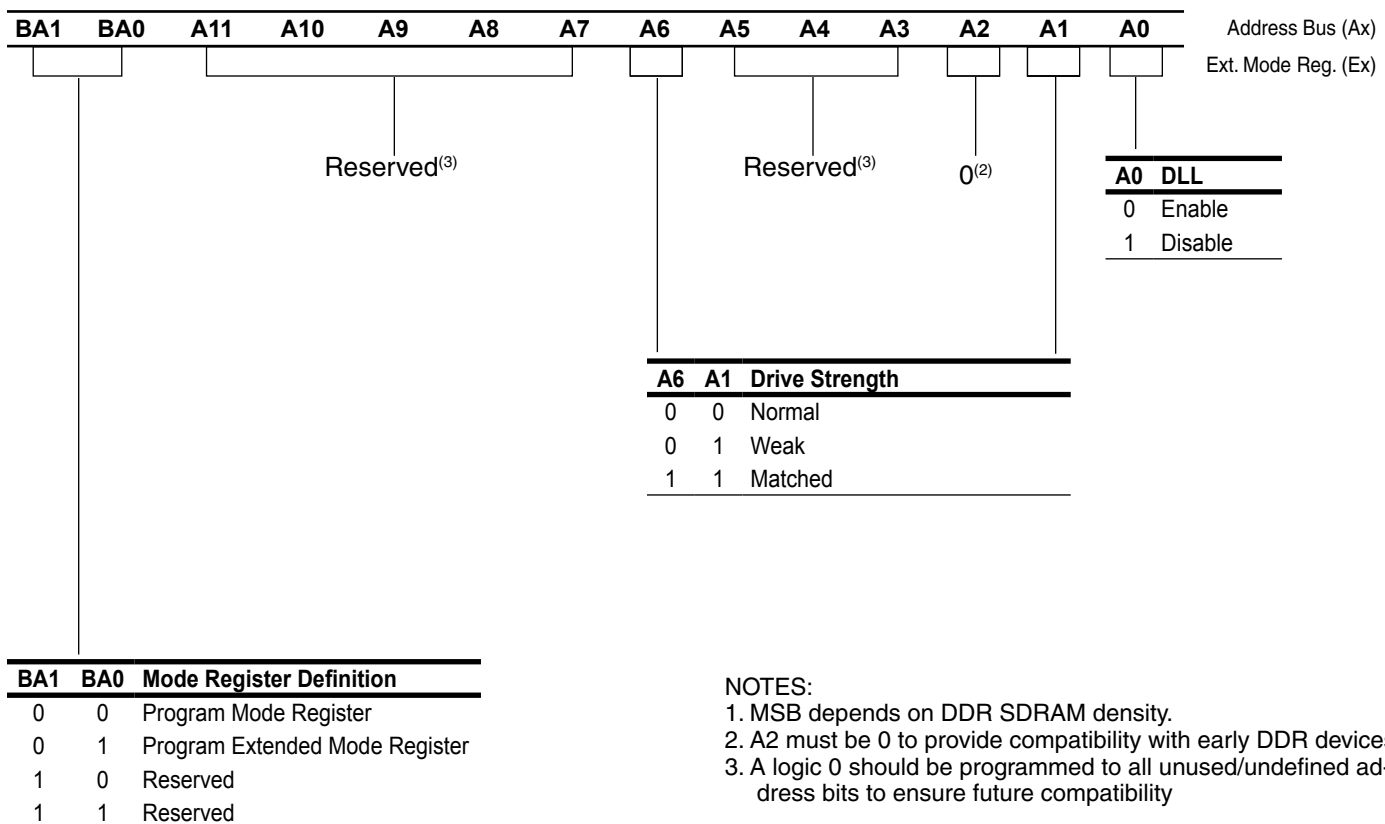 BA1 BA0 A11 A10 A9 A8 A7 A6 A5 A4 A3 A2 A1 A0 Address Bus (Ax)
Ext. Mode Reg. (Ex)
Reserved(3) Reserved(3) 0(2)
A0 DLL
0 Enable
1 Disable
A6 A1 Drive Strength
0 0 Normal
0 1 Weak
1 1 Matched
BA1 BA0 Mode Register Definition
0 0 Program Mode Register
0 1 Program Extended Mode Register
1 0 Reserved
1 1 Reserved
NOTES:
1. MSB depends on DDR SDRAM density.
2. A2 must be 0 to provide compatibility with early DDR devices
3. A logic 0 should be programmed to all unused/undefined ad-
dress bits to ensure future compatibility